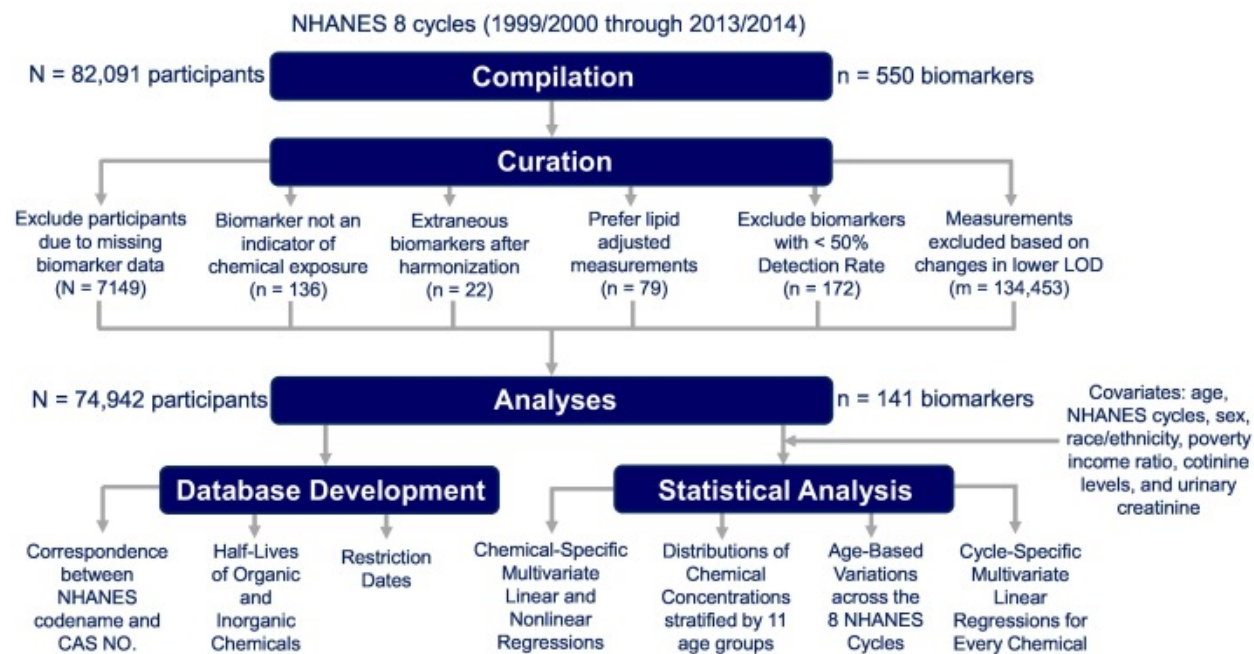 NHANES 8 cycles (1999/2000 through 2013/2014)
N = 82,091 participants
Compilation
n = 550 biomarkers
Curation
Exclude participants
due to missing
biomarker data
(N = 7149)
Biomarker not an
indicator of
chemical exposure
(n = 136)
Extraneous
biomarkers after
harmonization
(n = 22)
Prefer lipid
adjusted
measurements
(n = 79)
Exclude biomarkers
with < 50%
Detection Rate
(n = 172)
Measurements
excluded based on
changes in lower LOD
(m = 134,453)
N = 74,942 participants
Analyses
n = 141 biomarkers
Covariates: age,
NHANES cycles, sex,
race/ethnicity, poverty
income ratio, cotinine
levels, and urinary
creatinine
Database Development
Statistical Analysis
Correspondence
between
NHANES
codename and
CAS NO.
Half-Lives
of Organic
and
Inorganic
Chemicals
Restriction
Dates
Chemical-Specific
Multivariate
Linear and
Nonlinear
Regressions
Distributions of
Chemical
Concentrations
stratified by 11
age groups
Age-Based
Variations
across the
8 NHANES
Cycles
Cycle-Specific
Multivariate
Linear
Regressions for
Every Chemical